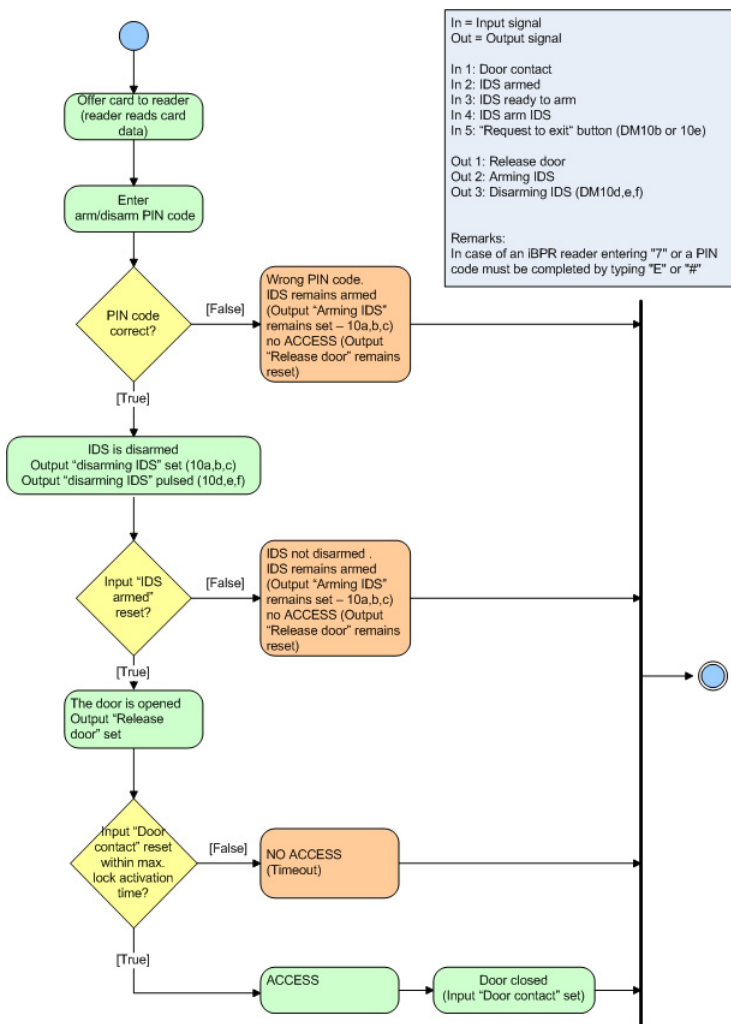 In = Input signal
Out = Output signal
In 1: Door contact
In 2: IDS armed
In 3: IDS ready to arm
In 4: IDS arm IDS
In 5: "Request to exit“ button (DM10b or 10e)
Out 1: Release door
Out 2: Arming IDS
Out 3: Disarming IDS (DM10d,e,f)
Remarks:
In case of an iBPR reader entering "7" or a PIN
code must be completed by typing "E" or "#"
Offer card to reader
(reader reads card
data)
Enter
arm/disarm PIN code
PIN code
correct?
[False]
Wrong PIN code.
IDS remains armed
(Output “Arming IDS”
remains set – 10a,b,c)
no ACCESS (Output
“Release door” remains
reset)
[True]
IDS is disarmed
Output “disarming IDS” set (10a,b,c)
Output “disarming IDS” pulsed (10d,e,f)
Input “IDS
armed”
reset?
[False]
IDS not disarmed .
IDS remains armed
(Output “Arming IDS”
remains set – 10a,b,c)
no ACCESS (Output
“Release door” remains
reset)
[True]
The door is opened
Output “Release
door” set
Input “Door
contact” reset
within max.
lock activation
time?
[False]
NO ACCESS
(Timeout)
[True]
ACCESS
Door closed
(Input “Door contact” set)